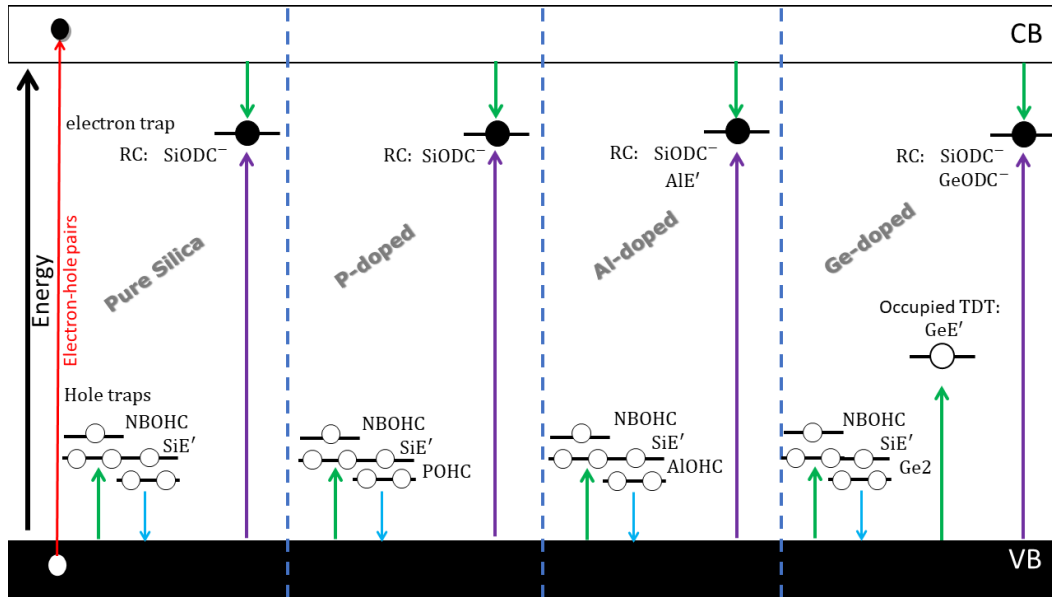 CB
Energy
Electron-hole pairs
electron trap
RC: SiODC⁻
Pure Silica
Hole traps
NBOHC
SiE′
RC: SiODC⁻
P-doped
NBOHC
SiE′
POHC
RC: SiODC⁻
AlE′
Al-doped
NBOHC
SiE′
AlOHC
RC: SiODC⁻
GeODC⁻
Ge-doped
Occupied TDT:
GeE′
NBOHC
SiE′
Ge2
VB